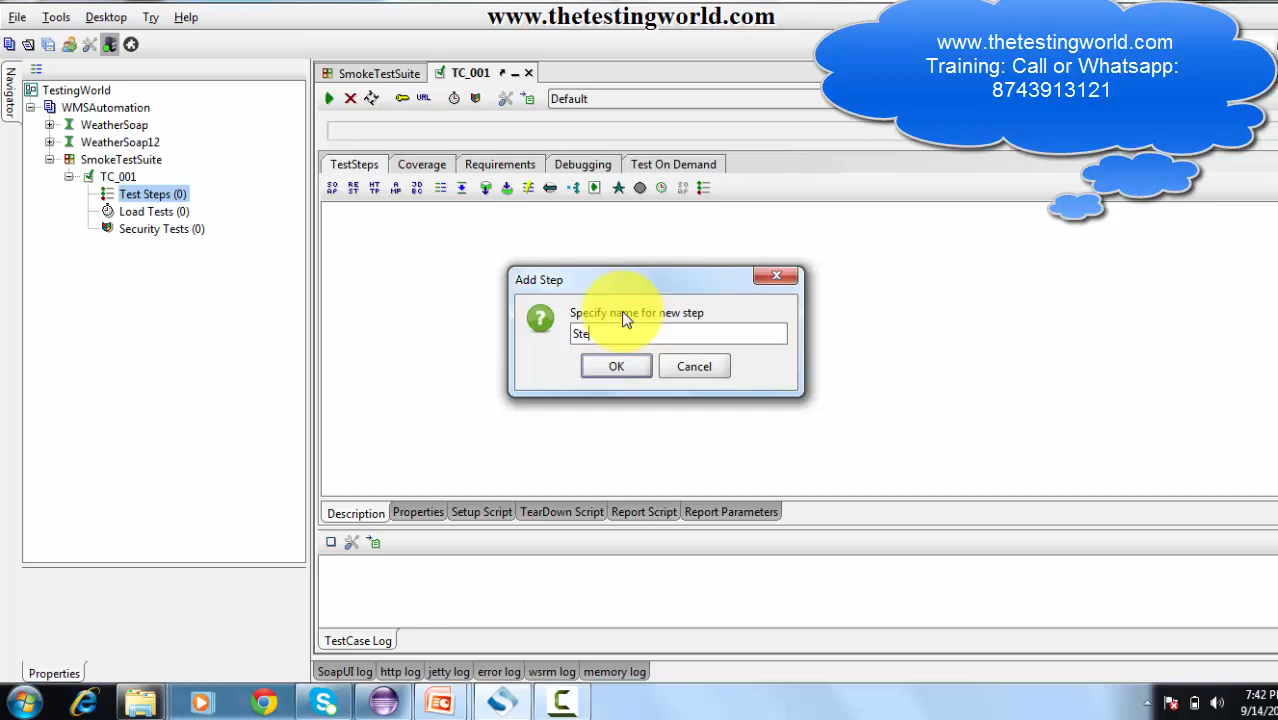 File Tools Desktop Try Help
www.thetestingworld.com
www.thetestingworld.com
Training: Call or Whatsapp:
8743913121
Navigator
SmokeTestSuite
TC_001
TestingWorld
WMSAutomation
WeatherSoap
WeatherSoap12
SmokeTestSuite
TC_001
Test Steps (0)
Load Tests (0)
Security Tests (0)
URL
Default
TestSteps Coverage Requirements Debugging Test On Demand
Add Step
Specify name for new step
Ste
OK Cancel
Description Properties Setup Script TearDown Script Report Script Report Parameters
TestCase Log
Properties
SoapUI log http log jetty log error log wsrm log memory log
7:42 PM
9/14/20